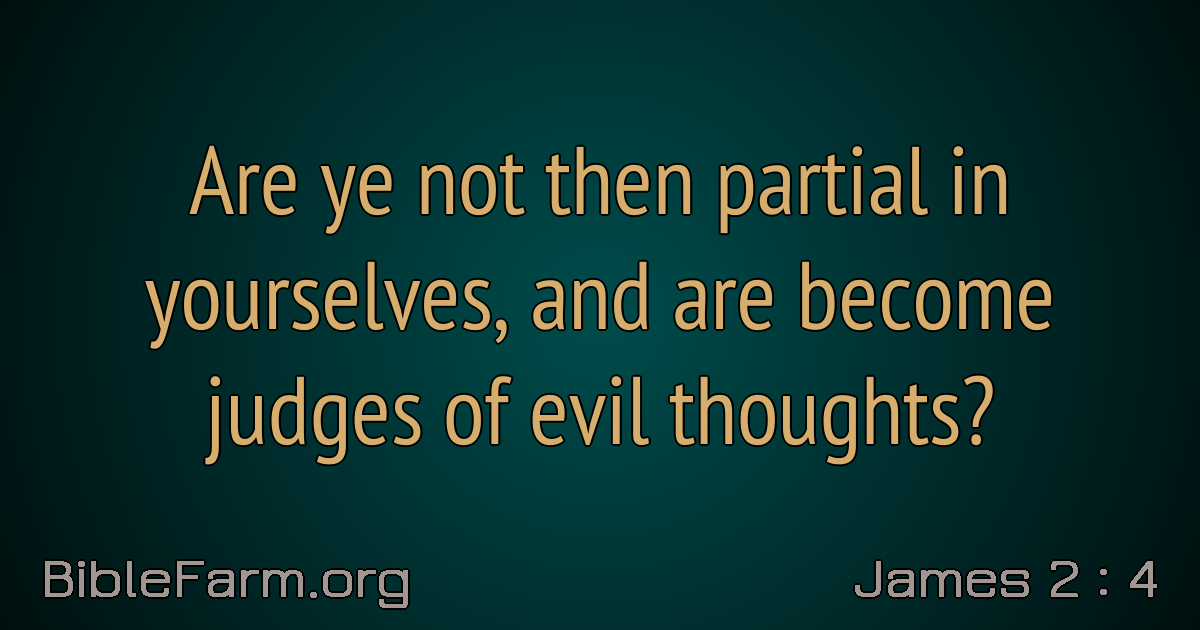 Are ye not then partial in
yourselves, and are become
judges of evil thoughts?
BibleFarm.org
James 2 : 4